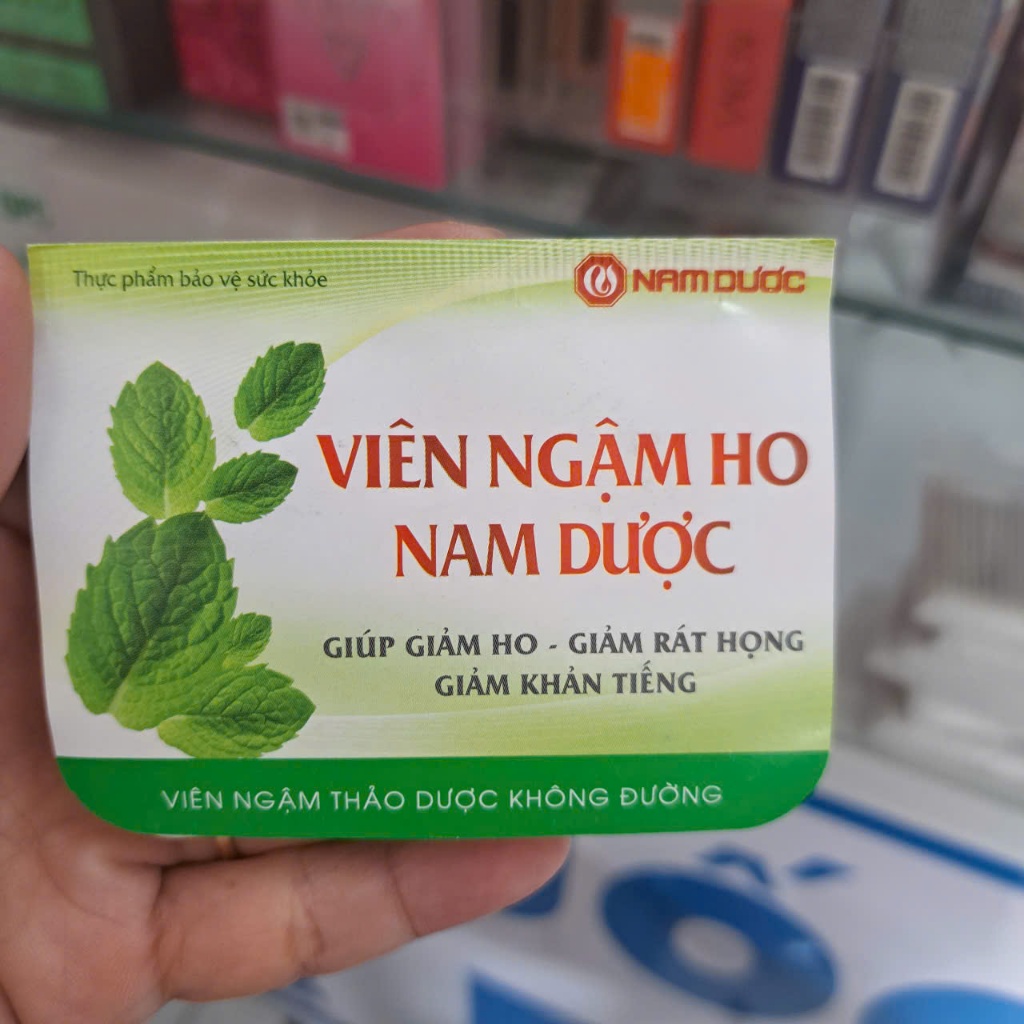 Thực phẩm bảo vệ sức khỏe
NAM DƯỢC
VIÊN NGẬM HO
NAM DƯỢC
GIÚP GIẢM HO - GIẢM RÁT HỌNG
GIẢM KHẢN TIẾNG
VIÊN NGẬM THẢO DƯỢC KHÔNG ĐƯỜNG